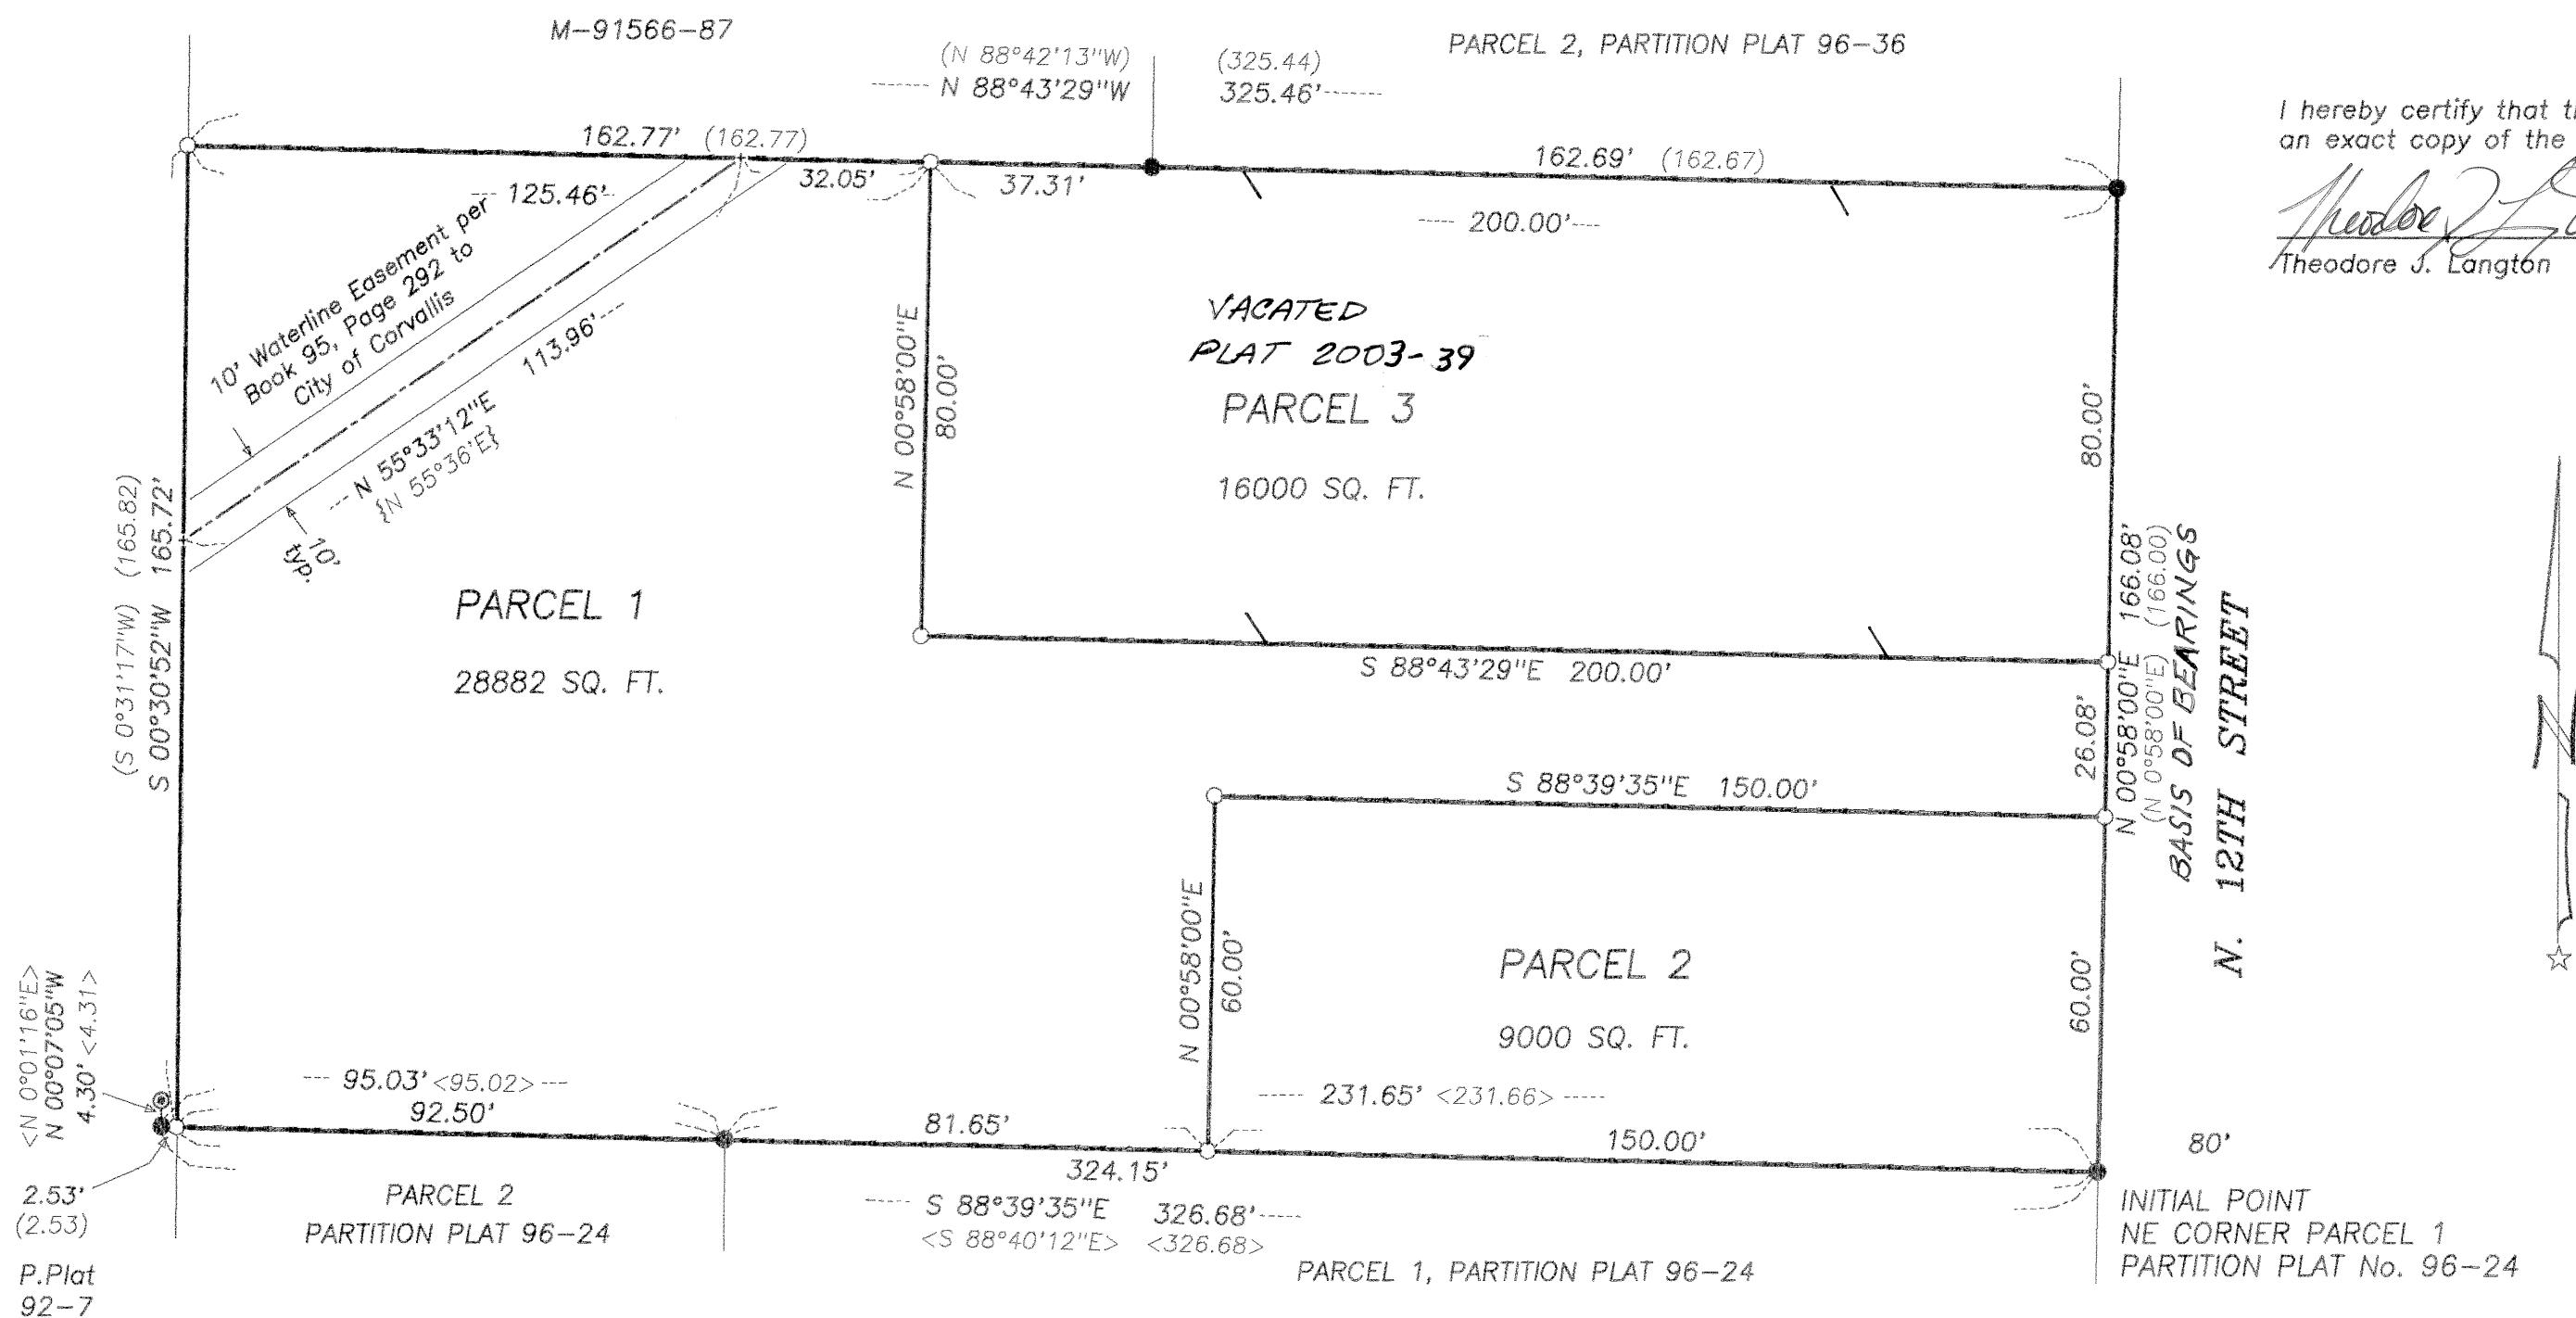 M-91566-87
(N 88°42'13"W) (325.44)
N 88°43'29"W 325.46'
PARCEL 2, PARTITION PLAT 96-36
I hereby certify that
an exact copy of the
Theodore J. Langton
162.77' (162.77)
125.46'
32.05'
37.31'
162.69' (162.67)
200.00'
10' Waterline Easement per
Book 95, Page 292 to
City of Corvallis
113.96'
N 55°33'12"E
{N 55°36'E}
10'
typ.
N 00°58'00"E
80.00'
VACATED
PLAT 2003-39
PARCEL 3
16000 SQ. FT.
80.00'
(S 0°31'17"W) (165.82)
S 00°30'52"W 165.72'
PARCEL 1
28882 SQ. FT.
S 88°43'29"E 200.00'
26.08'
N 00°58'00"E 166.08'
(N 0°58'00"E) (166.00)
BASIS OF BEARINGS
N. 12TH STREET
N
S 88°39'35"E 150.00'
N 00°58'00"E
60.00'
PARCEL 2
9000 SQ. FT.
60.00'
<N 0°01'16"E>
N 00°07'05"W
4.30' <4.31>
95.03' <95.02>
92.50'
81.65'
231.65' <231.66>
150.00'
80'
324.15'
2.53'
(2.53)
P.Plat
92-7
PARCEL 2
PARTITION PLAT 96-24
S 88°39'35"E 326.68'
<S 88°40'12"E> <326.68>
PARCEL 1, PARTITION PLAT 96-24
INITIAL POINT
NE CORNER PARCEL 1
PARTITION PLAT No. 96-24